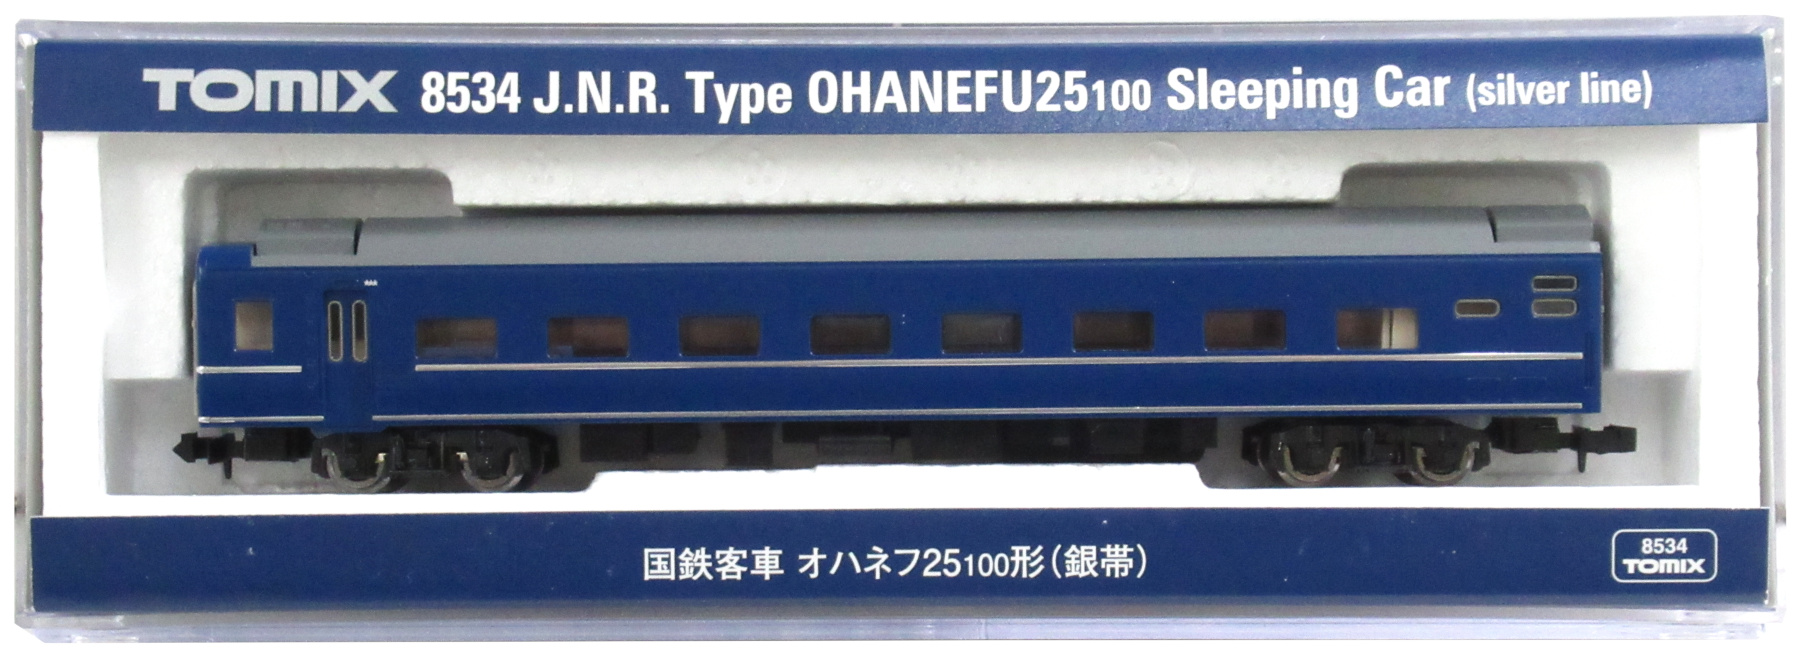 TOMIX 8534 J.N.R. Type OHANEFU25100 Sleeping Car (silver line)
国鉄客車 オハネフ25100形(銀帯)
8534
TOMIX